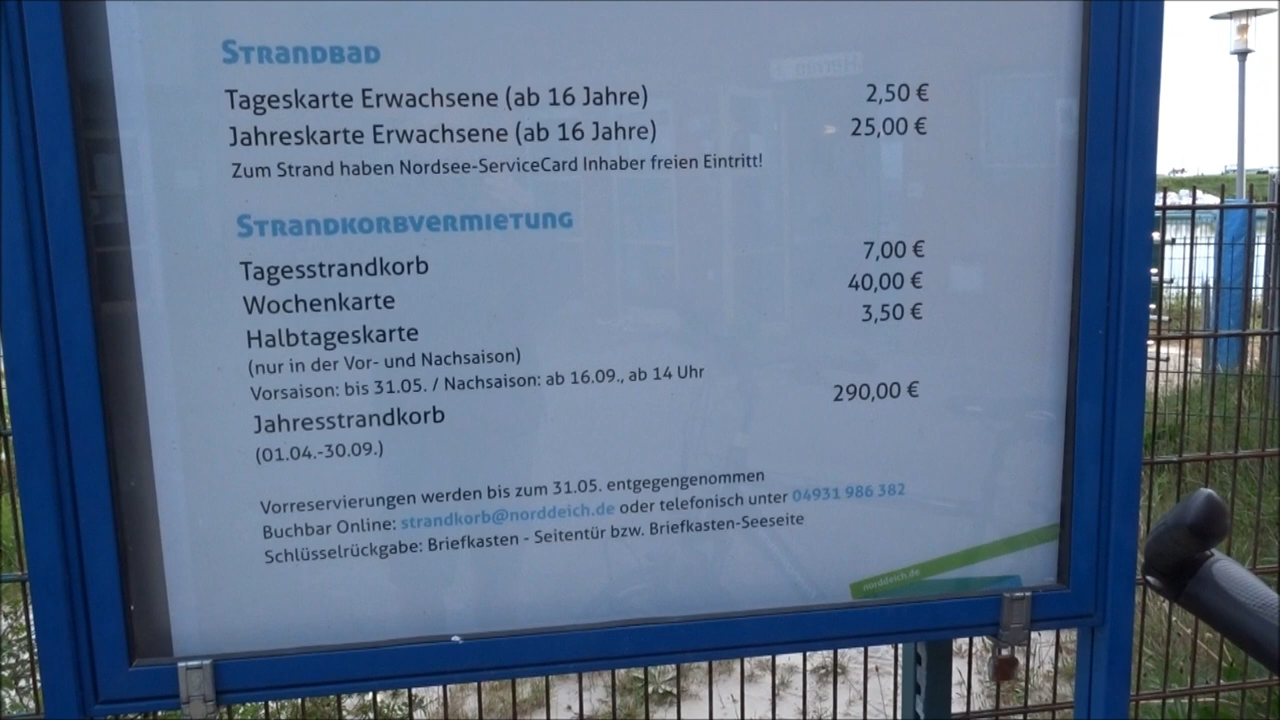 STRANDBAD
Tageskarte Erwachsene (ab 16 Jahre) 2,50 €
Jahreskarte Erwachsene (ab 16 Jahre) 25,00 €
Zum Strand haben Nordsee-ServiceCard Inhaber freien Eintritt!
STRANDKORBVERMIETUNG
Tagesstrandkorb 7,00 €
Wochenkarte 40,00 €
Halbtageskarte 3,50 €
(nur in der Vor- und Nachsaison)
Vorsaison: bis 31.05. / Nachsaison: ab 16.09., ab 14 Uhr
Jahresstrandkorb 290,00 €
(01.04.-30.09.)
Vorreservierungen werden bis zum 31.05. entgegengenommen
Buchbar Online: strandkorb@norddeich.de oder telefonisch unter 04931 986 382
Schlüsselrückgabe: Briefkasten - Seitentür bzw. Briefkasten-Seeseite
norddeich.de